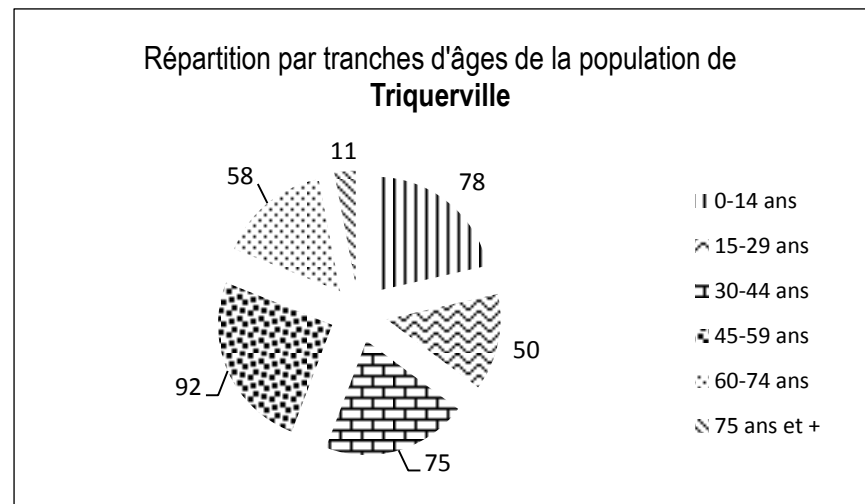 Répartition par tranches d'âges de la population de
Triquerville
11
58
78
50
92
75
0-14 ans
15-29 ans
30-44 ans
45-59 ans
60-74 ans
75 ans et +